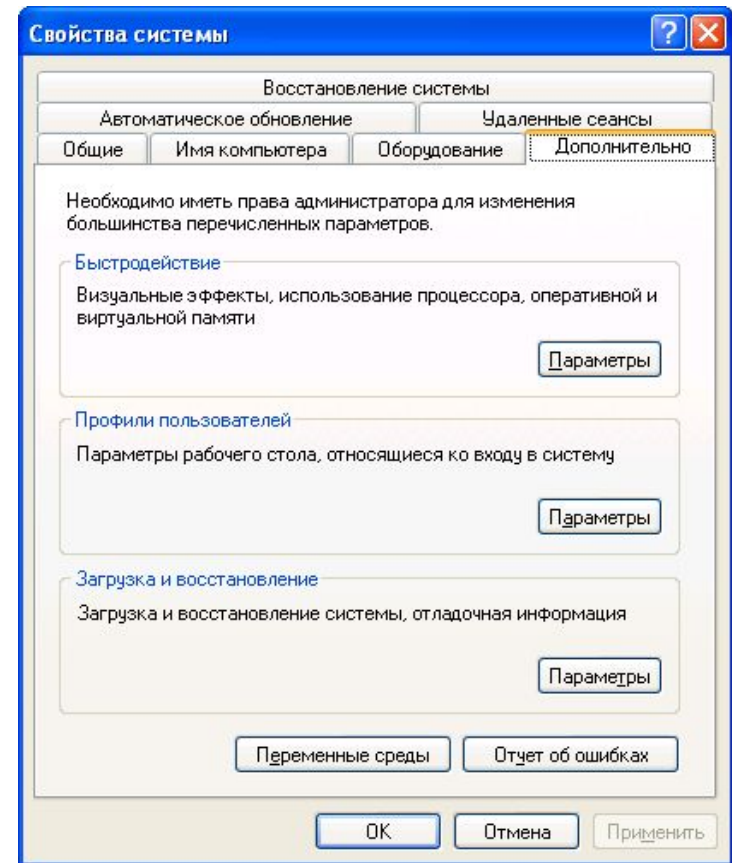 Свойства системы
Восстановление системы
Автоматическое обновление
Удаленные сеансы
Общие
Имя компьютера
Оборудование
Дополнительно
Необходимо иметь права администратора для изменения
большинства перечисленных параметров.
Быстродействие
Визуальные эффекты, использование процессора, оперативной и
виртуальной памяти
Параметры
Профили пользователей
Параметры рабочего стола, относящиеся ко входу в систему
Параметры
Загрузка и восстановление
Загрузка и восстановление системы, отладочная информация
Параметры
Переменные среды
Отчет об ошибках
OK
Отмена
Применить